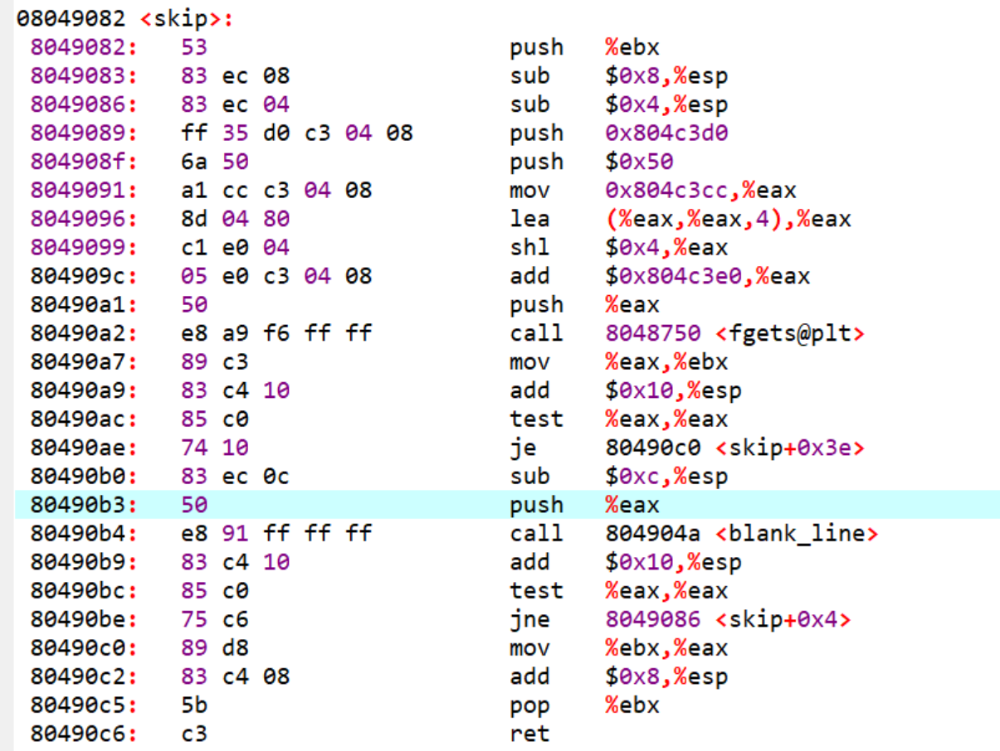 08049082 <skip>:
8049082: 53 push %ebx
8049083: 83 ec 08 sub $0x8,%esp
8049086: 83 ec 04 sub $0x4,%esp
8049089: ff 35 d0 c3 04 08 push 0x804c3d0
804908f: 6a 50 push $0x50
8049091: a1 cc c3 04 08 mov 0x804c3cc,%eax
8049096: 8d 04 80 lea (%eax,%eax,4),%eax
8049099: c1 e0 04 shl $0x4,%eax
804909c: 05 e0 c3 04 08 add $0x804c3e0,%eax
80490a1: 50 push %eax
80490a2: e8 a9 f6 ff ff call 8048750 <fgets@plt>
80490a7: 89 c3 mov %eax,%ebx
80490a9: 83 c4 10 add $0x10,%esp
80490ac: 85 c0 test %eax,%eax
80490ae: 74 10 je 80490c0 <skip+0x3e>
80490b0: 83 ec 0c sub $0xc,%esp
80490b3: 50 push %eax
80490b4: e8 91 ff ff ff call 804904a <blank_line>
80490b9: 83 c4 10 add $0x10,%esp
80490bc: 85 c0 test %eax,%eax
80490be: 75 c6 jne 8049086 <skip+0x4>
80490c0: 89 d8 mov %ebx,%eax
80490c2: 83 c4 08 add $0x8,%esp
80490c5: 5b pop %ebx
80490c6: c3 ret